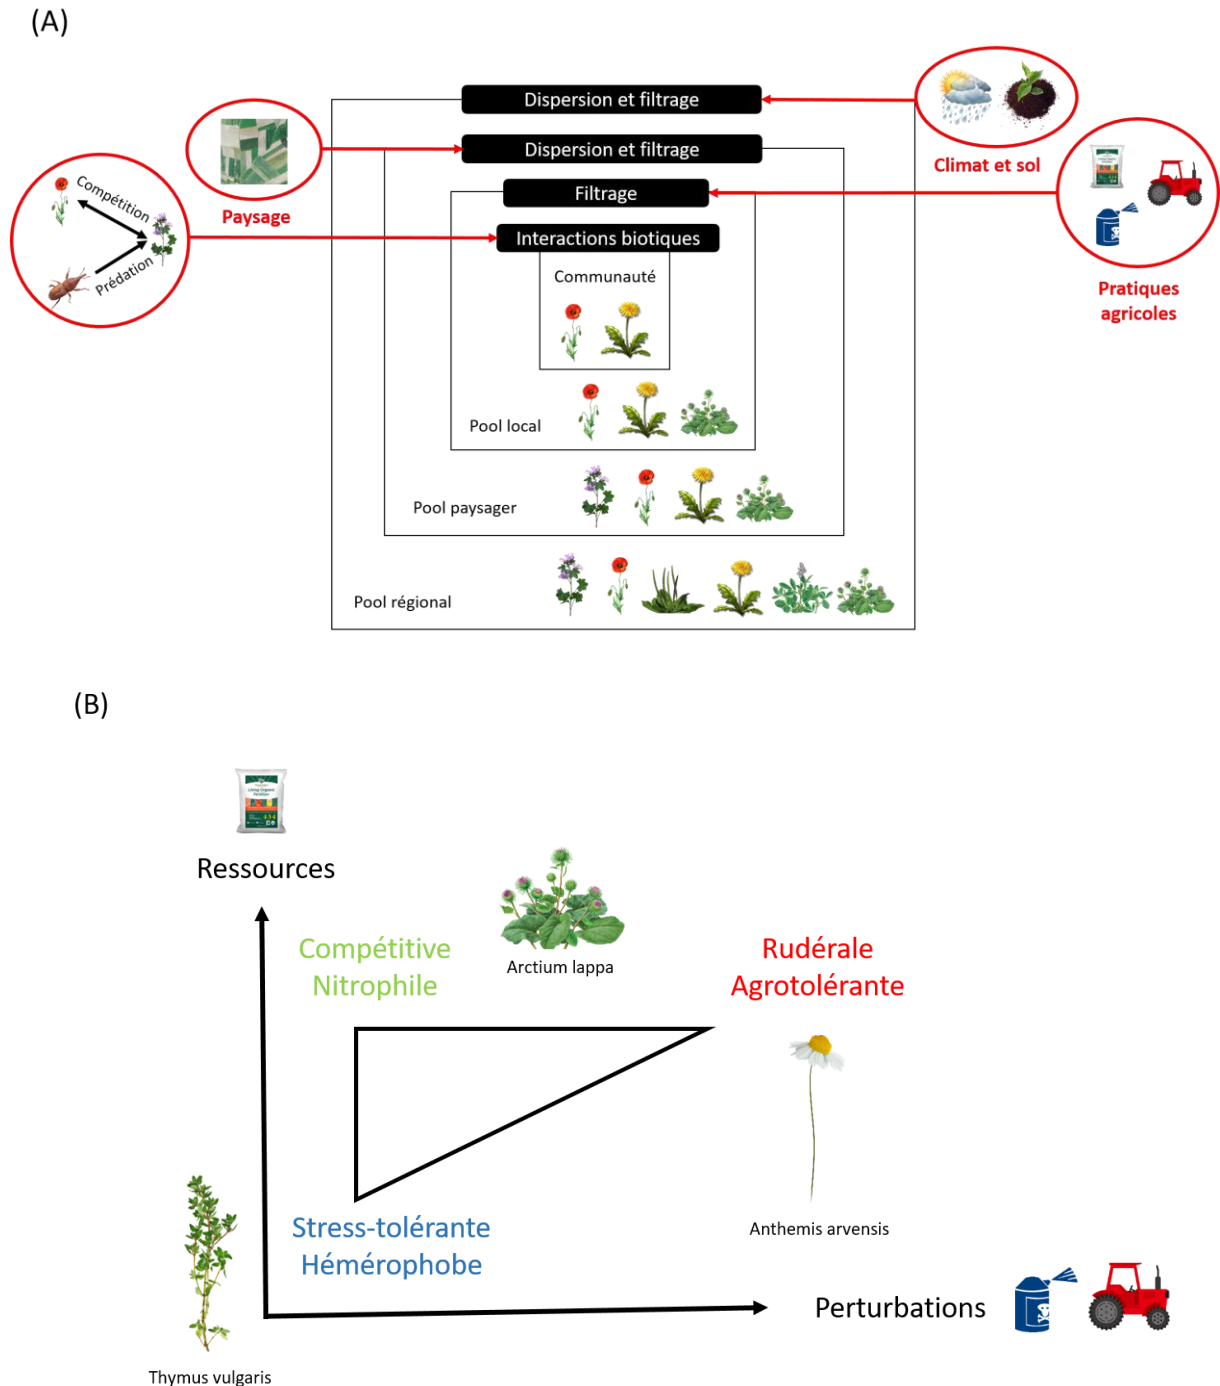 (A)
Dispersion et filtrage
Dispersion et filtrage
Climat et sol
Filtrage
Compétition
Paysage
Interactions biotiques
Prédation
Communauté
Pratiques
agricoles
Pool local
Pool paysager
Pool régional
(B)
Ressources
Compétitive
Nitrophile
Arctium lappa
Rudérale
Agrotolérante
Stress-tolérante
Hémérophobe
Anthemis arvensis
Perturbations
Thymus vulgaris